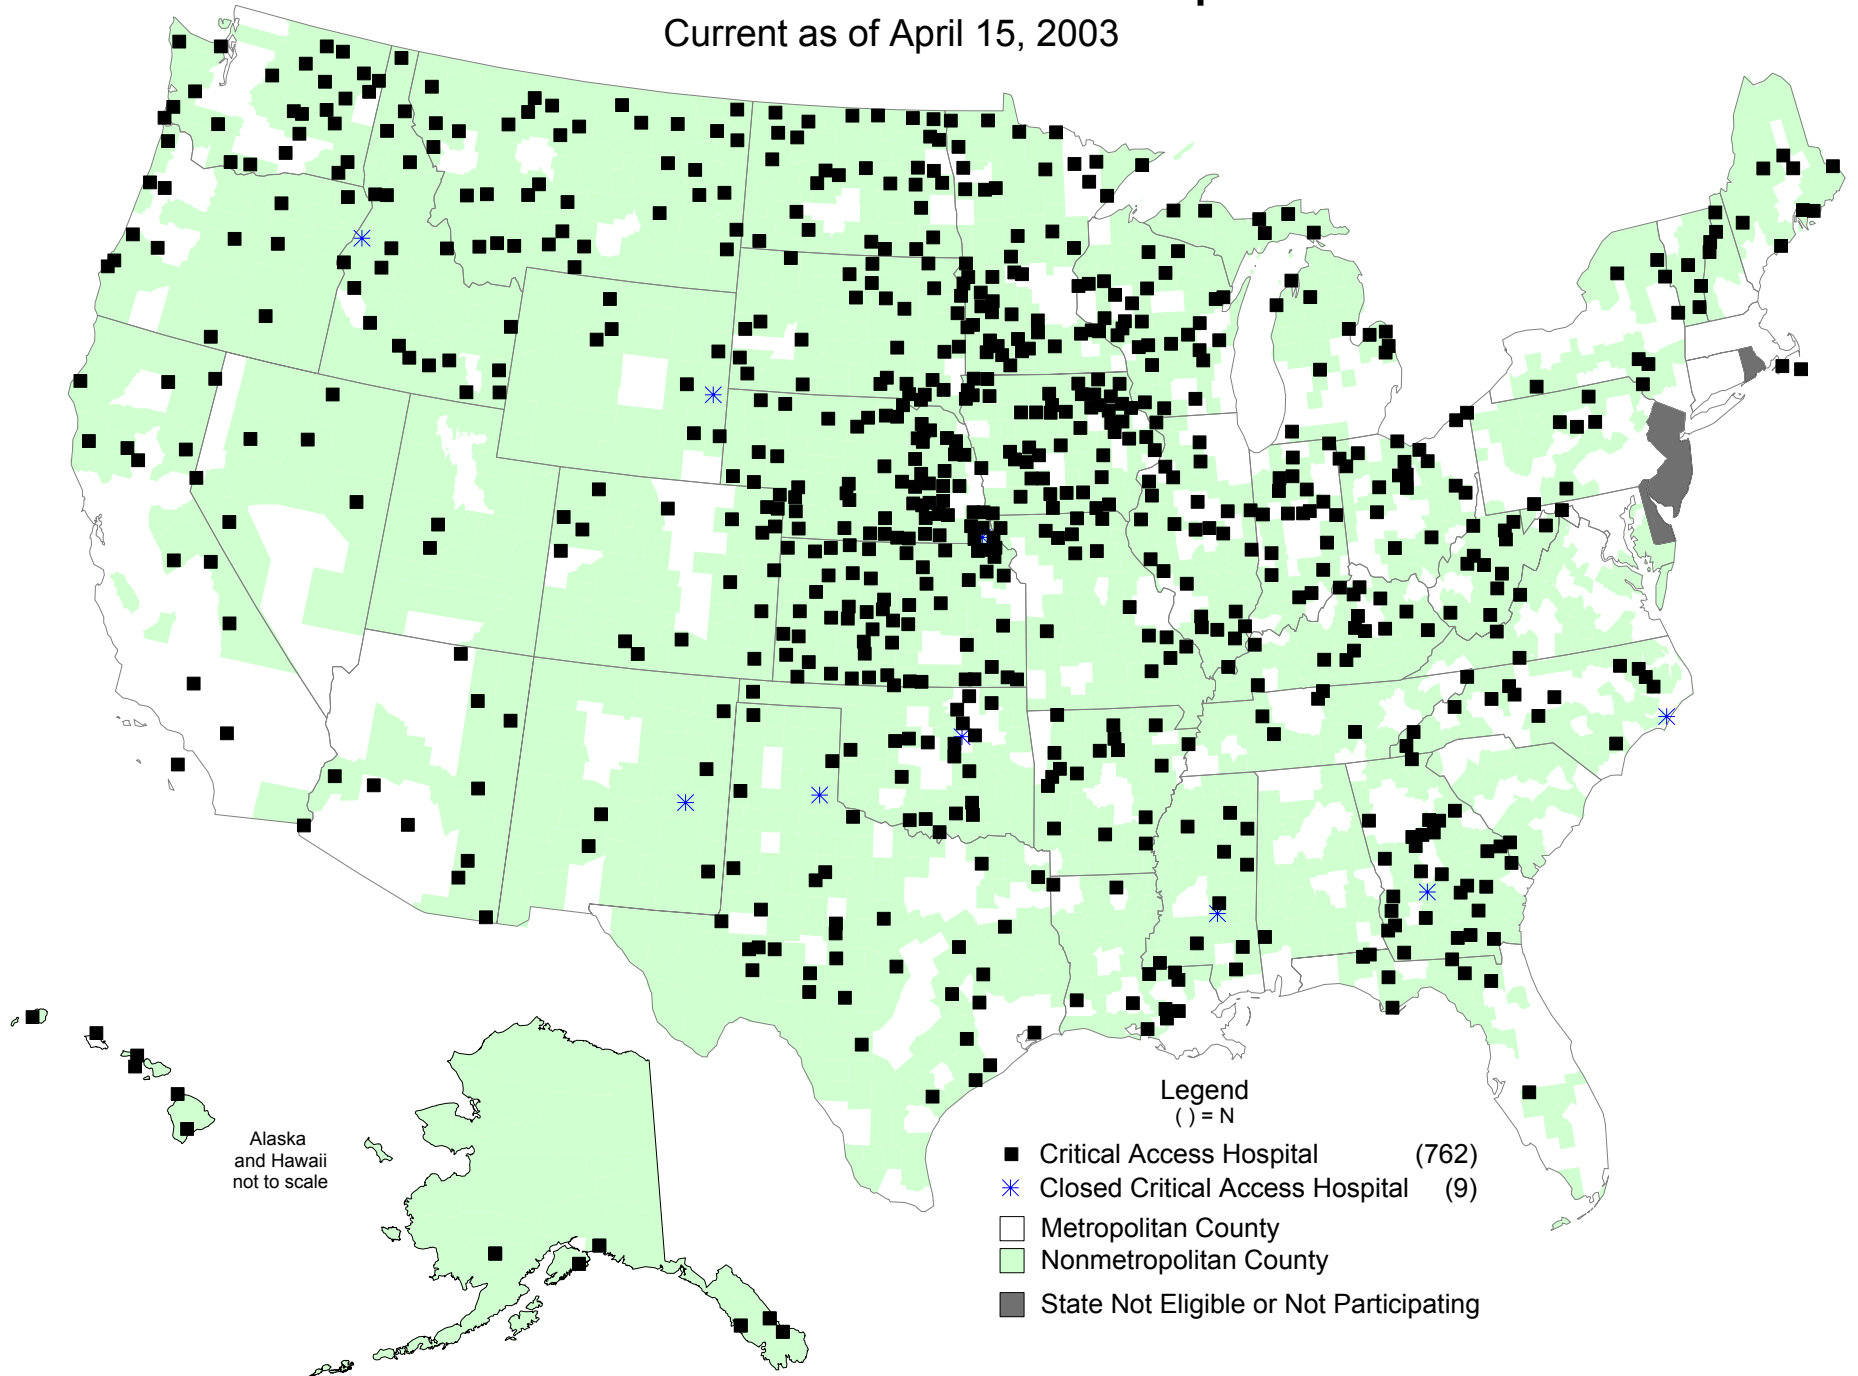 Current as of April 15, 2003
Legend
( ) = N
Critical Access Hospital (762)
Closed Critical Access Hospital (9)
Metropolitan County
Nonmetropolitan County
State Not Eligible or Not Participating
Alaska
and Hawaii
not to scale